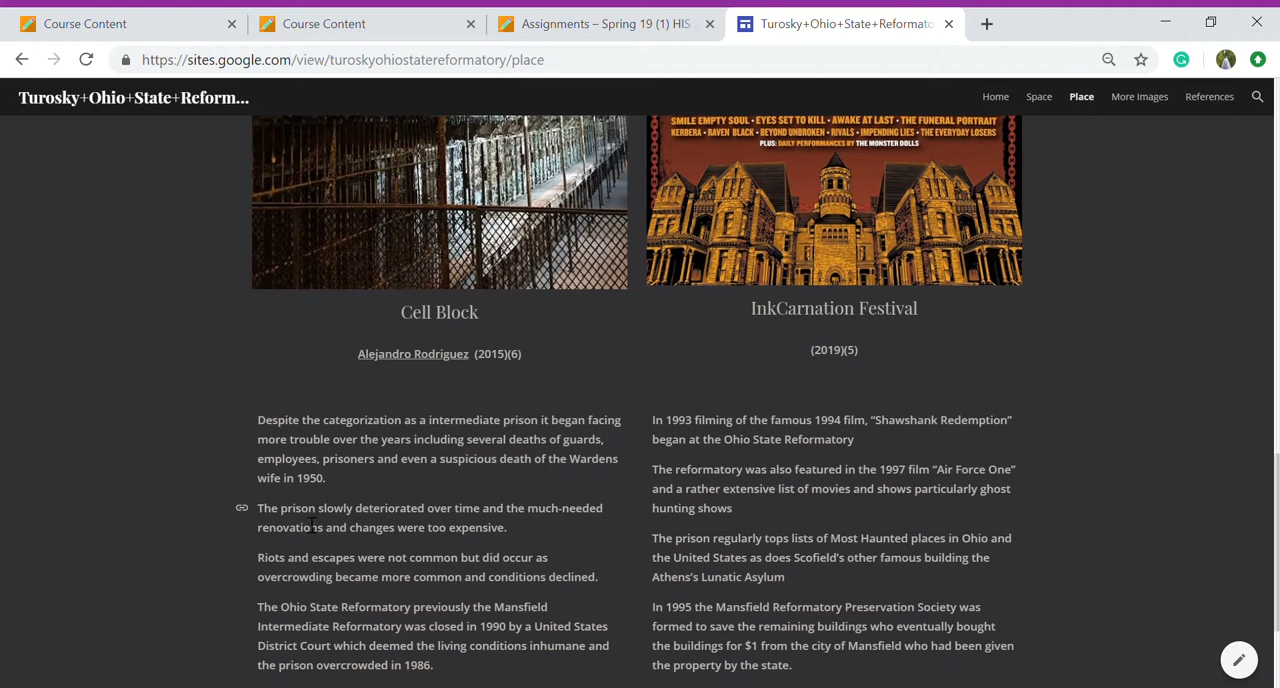 Course Content
Course Content
Assignments – Spring 19 (1) HIS
Turosky+Ohio+State+Reformato
https://sites.google.com/view/turoskyohiostatereformatory/place
Turosky+Ohio+State+Reform...
Home
Space
Place
More Images
References
SMILE EMPTY SOUL • EYES SET TO KILL • AWAKE AT LAST • THE FUNERAL PORTRAIT
KERBERA • RAVEN BLACK • BEYOND UNBROKEN • RIVALS • IMPENDING LIES • THE EVERYDAY LOSERS
PLUS: DAILY PERFORMANCES BY THE MONSTER DOLLS
Cell Block
Alejandro Rodriguez (2015)(6)
Despite the categorization as a intermediate prison it began facing
more trouble over the years including several deaths of guards,
employees, prisoners and even a suspicious death of the Wardens
wife in 1950.
The prison slowly deteriorated over time and the much-needed
renovations and changes were too expensive.
Riots and escapes were not common but did occur as
overcrowding became more common and conditions declined.
The Ohio State Reformatory previously the Mansfield
Intermediate Reformatory was closed in 1990 by a United States
District Court which deemed the living conditions inhumane and
the prison overcrowded in 1986.
InkCarnation Festival
(2019)(5)
In 1993 filming of the famous 1994 film, “Shawshank Redemption”
began at the Ohio State Reformatory
The reformatory was also featured in the 1997 film “Air Force One”
and a rather extensive list of movies and shows particularly ghost
hunting shows
The prison regularly tops lists of Most Haunted places in Ohio and
the United States as does Scofield’s other famous building the
Athens’s Lunatic Asylum
In 1995 the Mansfield Reformatory Preservation Society was
formed to save the remaining buildings who eventually bought
the buildings for $1 from the city of Mansfield who had been given
the property by the state.